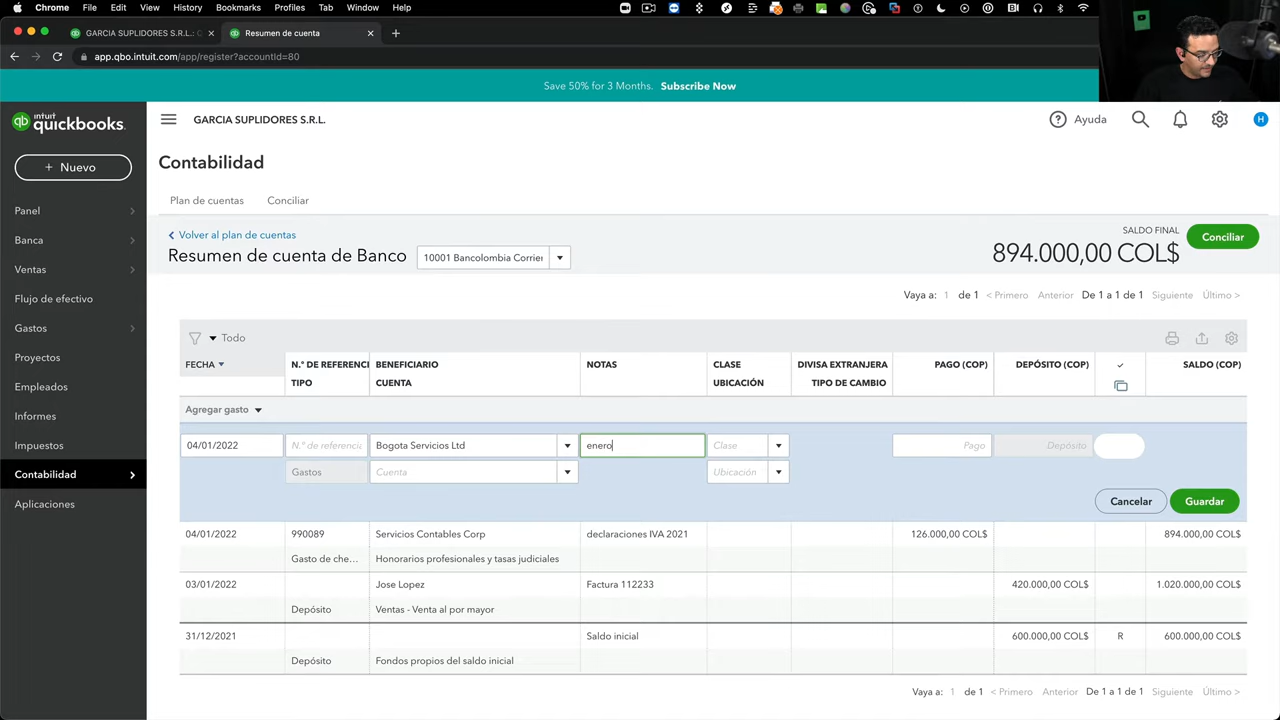 Chrome File Edit View History Bookmarks Profiles Tab Window Help
GARCIA SUPLIDORES S.R.L.: C
Resumen de cuenta
app.qbo.intuit.com/app/register?accountId=80
Save 50% for 3 Months. Subscribe Now
intuit quickbooks.
GARCIA SUPLIDORES S.R.L.
Ayuda
H
+ Nuevo
Panel
Banca
Ventas
Flujo de efectivo
Gastos
Proyectos
Empleados
Informes
Impuestos
Contabilidad
Aplicaciones
Contabilidad
Plan de cuentas Conciliar
Volver al plan de cuentas
Resumen de cuenta de Banco 10001 Bancolombia Corrien
SALDO FINAL
894.000,00 COL$
Conciliar
Vaya a: 1 de 1 < Primero Anterior De 1 a 1 de 1 Siguiente Último >
Todo
FECHA N.º DE REFERENCI BENEFICIARIO NOTAS CLASE DIVISA EXTRANJERA PAGO (COP) DEPÓSITO (COP) ✓ SALDO (COP)
TIPO CUENTA UBICACIÓN TIPO DE CAMBIO
Agregar gasto
04/01/2022 N.º de referencia Bogota Servicios Ltd enero Clase Pago Depósito
Gastos Cuenta Ubicación
Cancelar Guardar
04/01/2022 990089 Servicios Contables Corp declaraciones IVA 2021 126.000,00 COL$ 894.000,00 COL$
Gasto de che... Honorarios profesionales y tasas judiciales
03/01/2022 Jose Lopez Factura 112233 420.000,00 COL$ 1.020.000,00 COL$
Depósito Ventas - Venta al por mayor
31/12/2021 Saldo inicial 600.000,00 COL$ R 600.000,00 COL$
Depósito Fondos propios del saldo inicial
Vaya a: 1 de 1 < Primero Anterior De 1 a 1 de 1 Siguiente Último >